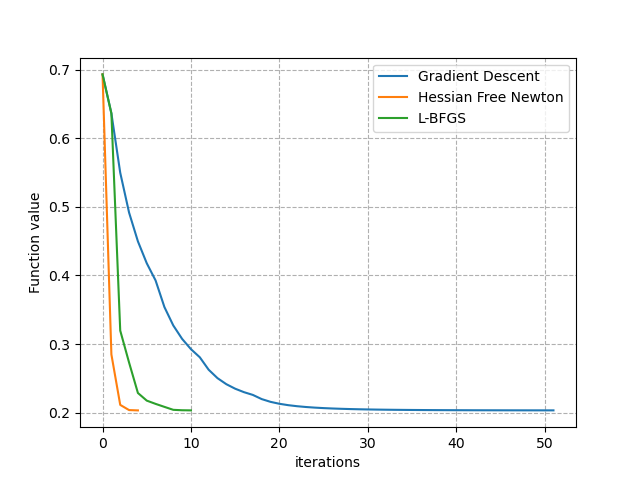 0.7
0.6
0.5
0.4
0.3
0.2
Function value
Gradient Descent
Hessian Free Newton
L-BFGS
0 10 20 30 40 50
iterations